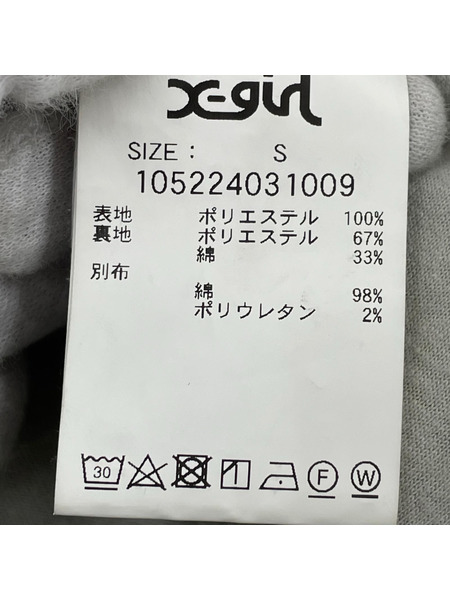 X-girl
SIZE : S
105224031009
表地 ポリエステル 100%
裏地 ポリエステル 67%
綿 33%
別布
綿 98%
ポリウレタン 2%
30 1 F W